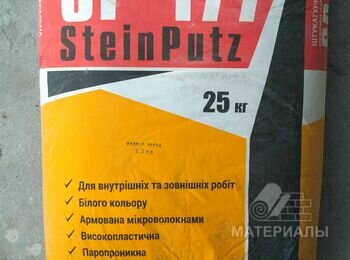 SteinPutz
25 кг
Для внутрішніх та зовнішніх робіт
Білого кольору
Армована мікроволокнами
Високопластична
Паропроникна
МАТЕРИАЛЫ